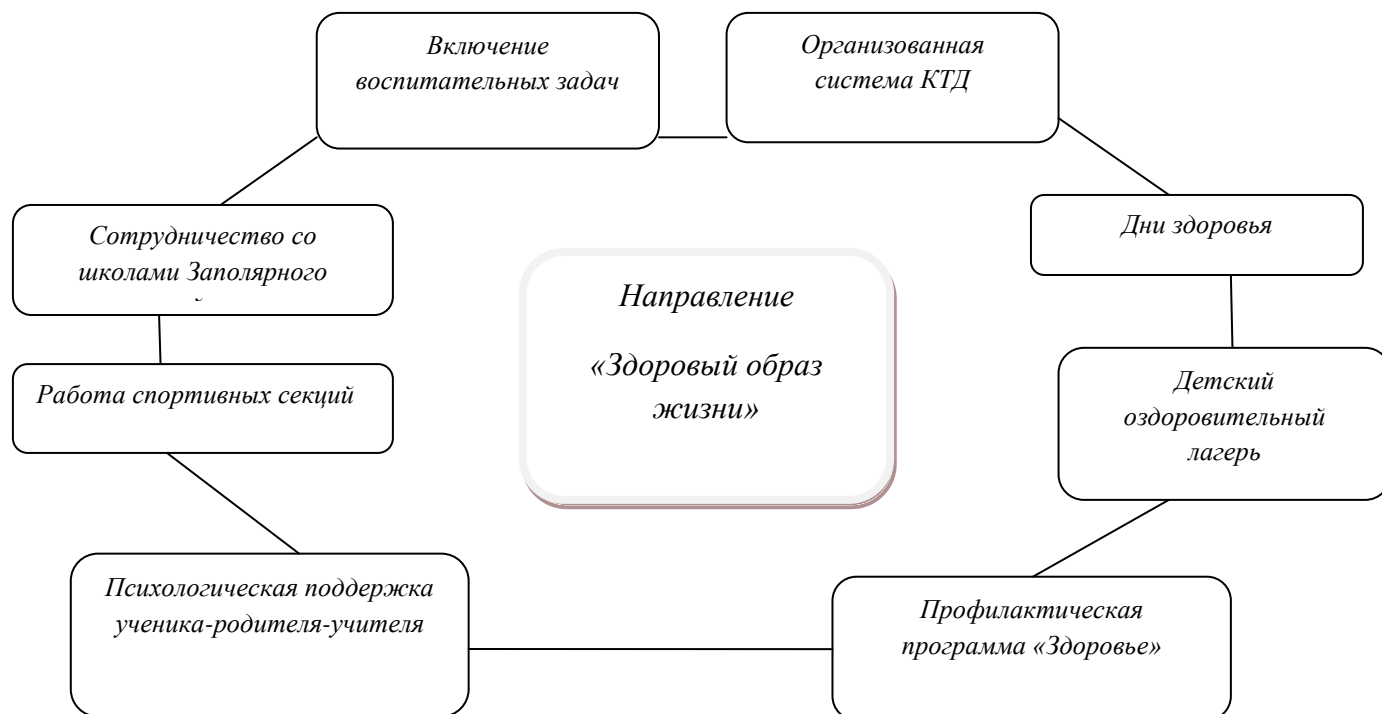 Включение
воспитательных задач
Организованная
система КТД
Сотрудничество со
школами Заполярного
Дни здоровья
Направление
«Здоровый образ
жизни»
Работа спортивных секций
Детский
оздоровительный
лагерь
Психологическая поддержка
ученика-родителя-учителя
Профилактическая
программа «Здоровье»